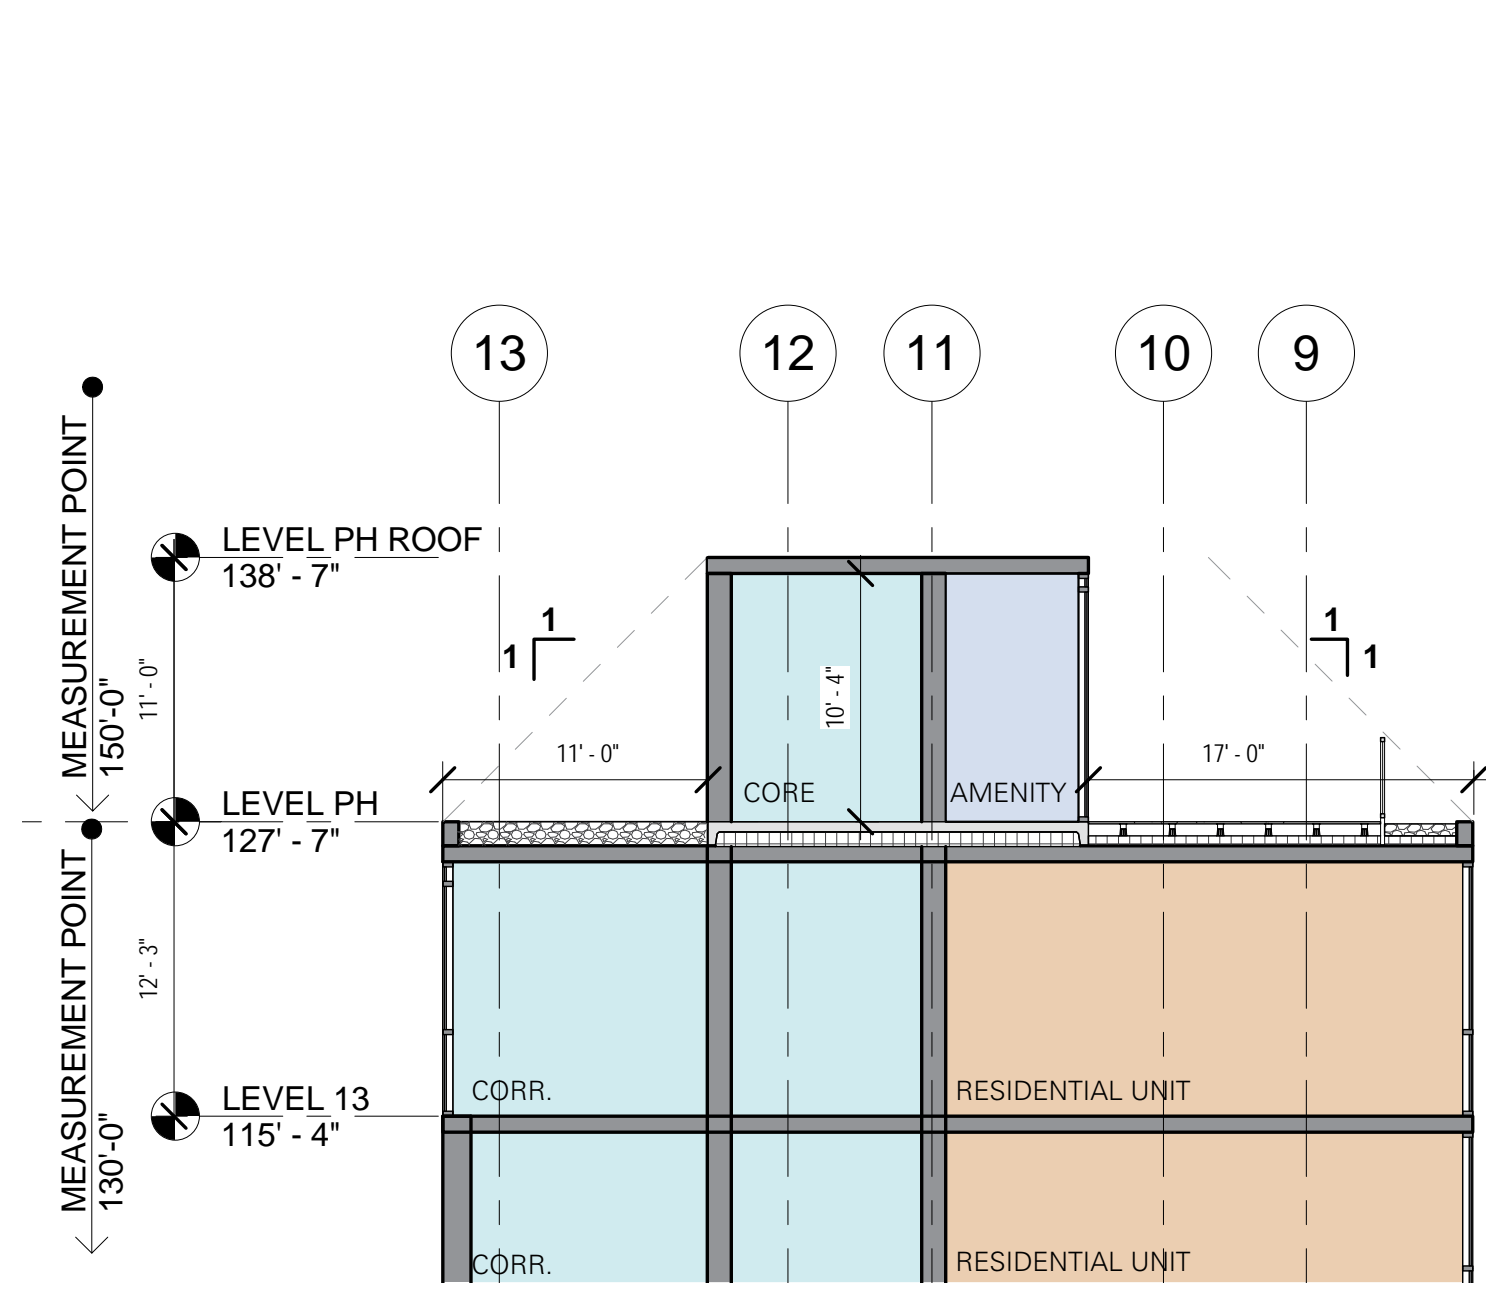 13
12
11
10
9
MEASUREMENT POINT
150'-0"
LEVEL PH ROOF
138' - 7"
1
1
1
1
11' - 0"
10' - 4"
11' - 0"
17' - 0"
CORE
AMENITY
LEVEL PH
127' - 7"
MEASUREMENT POINT
130'-0"
12' - 3"
LEVEL 13
115' - 4"
CORR.
RESIDENTIAL UNIT
CORR.
RESIDENTIAL UNIT